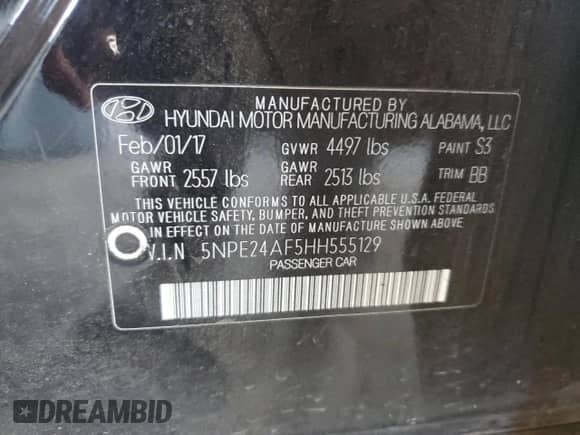 MANUFACTURED BY
HYUNDAI MOTOR MANUFACTURING ALABAMA, LLC
Feb/01/17 GVWR 4497 lbs PAINT S3
GAWR FRONT 2557 lbs GAWR REAR 2513 lbs TRIM BB
THIS VEHICLE CONFORMS TO ALL APPLICABLE U.S.A. FEDERAL
MOTOR VEHICLE SAFETY, BUMPER, AND THEFT PREVENTION STANDARDS
IN EFFECT ON THE DATE OF MANUFACTURE SHOWN ABOVE.
V.I.N 5NPE24AF5HH555129
PASSENGER CAR
DREAMBID